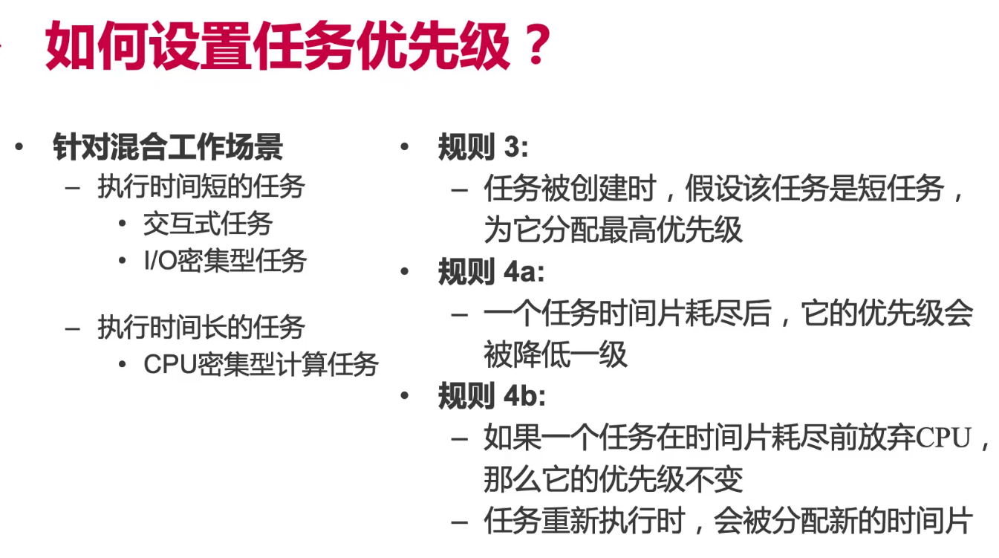 如何设置任务优先级？
• 针对混合工作场景
– 执行时间短的任务
• 交互式任务
• I/O密集型任务
– 执行时间长的任务
• CPU密集型计算任务
• 规则 3:
– 任务被创建时，假设该任务是短任务，
为它分配最高优先级
• 规则 4a:
– 一个任务时间片耗尽后，它的优先级会
被降低一级
• 规则 4b:
– 如果一个任务在时间片耗尽前放弃CPU，
那么它的优先级不变
– 任务重新执行时，会被分配新的时间片